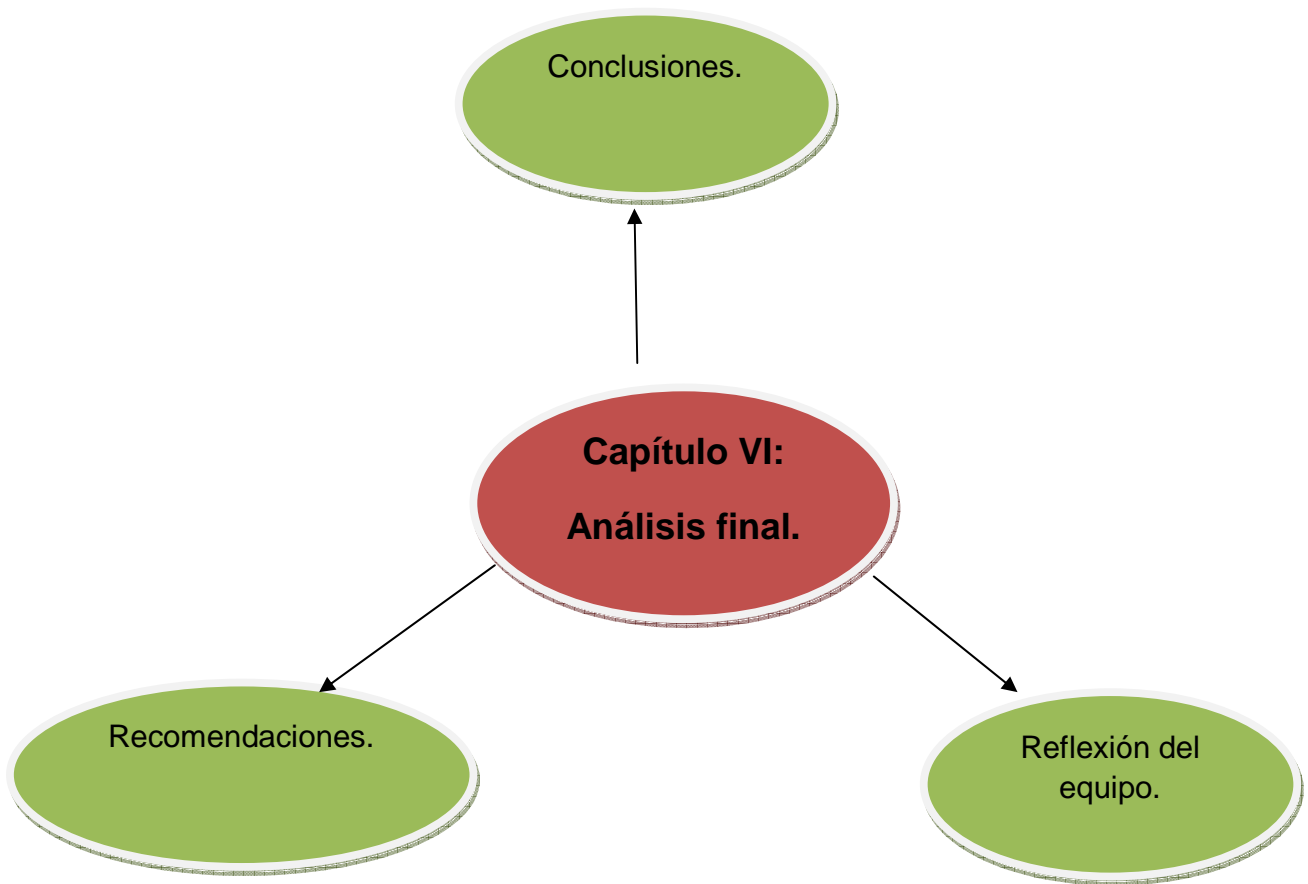 Conclusiones.
Capítulo VI:
Análisis final.
Recomendaciones.
Reflexión del
equipo.